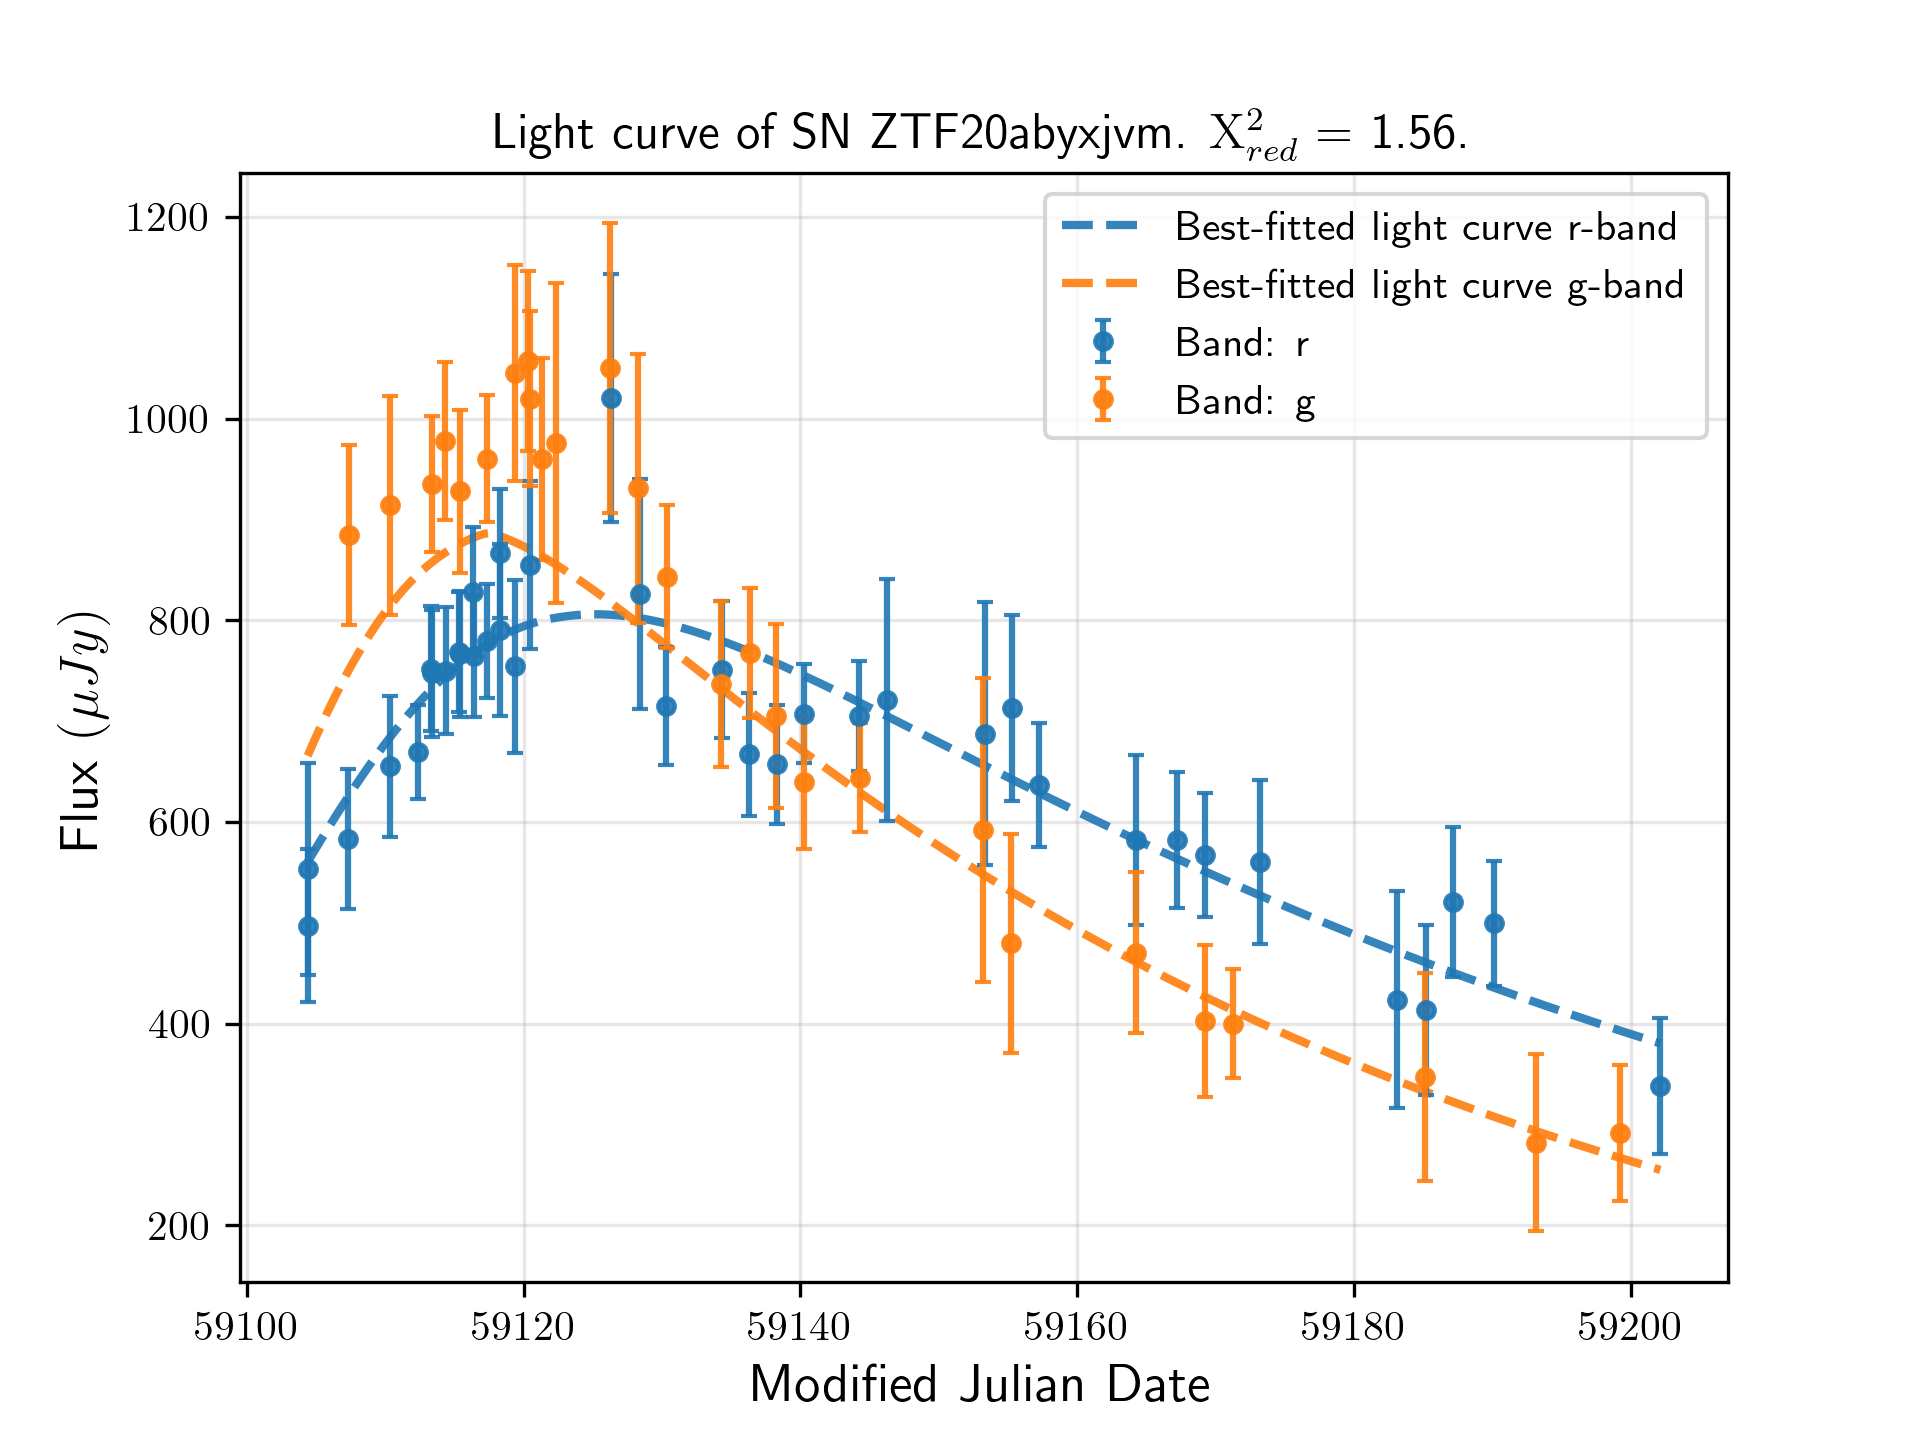 Light curve of SN ZTF20abyxjvm. X²red = 1.56.
Best-fitted light curve r-band
Best-fitted light curve g-band
Band: r
Band: g
1200
1000
800
600
400
200
Flux (μJy)
59100 59120 59140 59160 59180 59200
Modified Julian Date